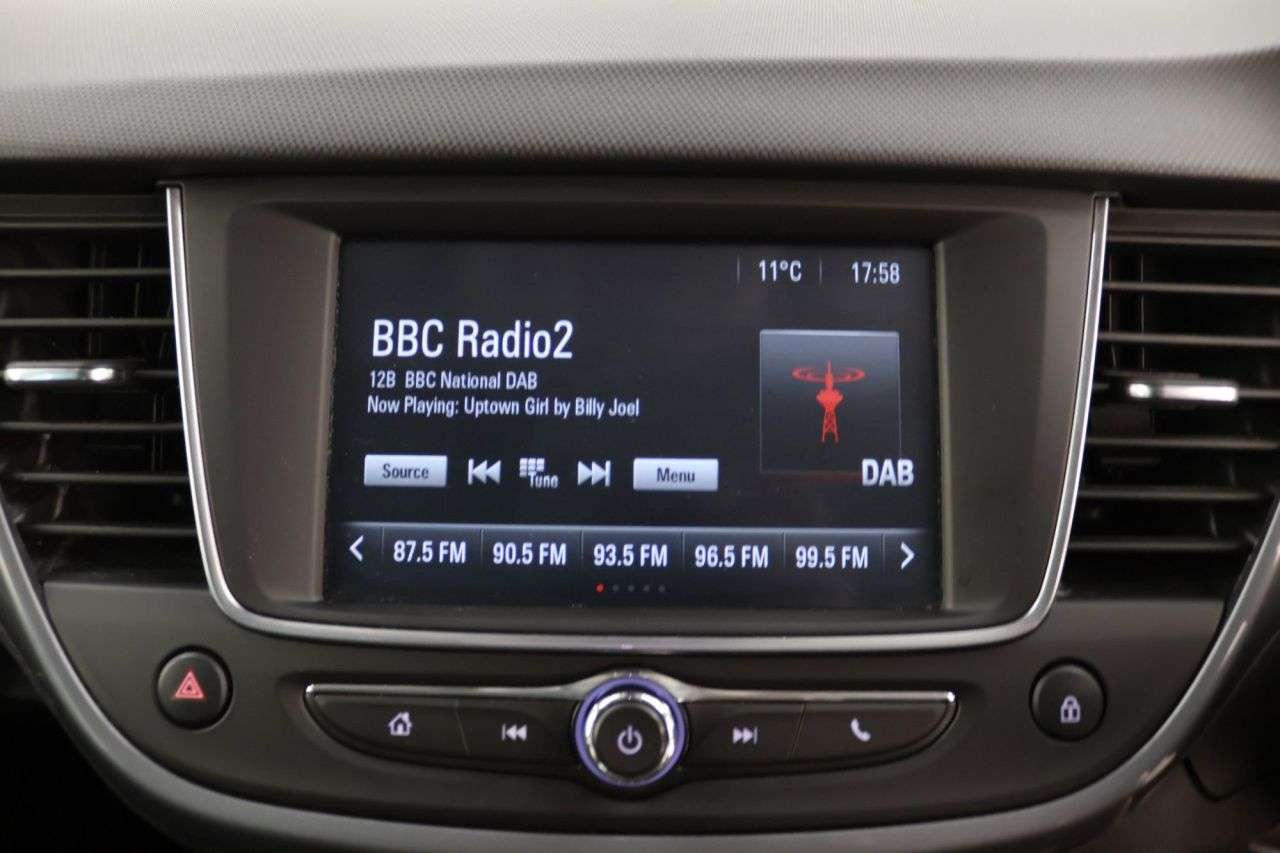 11°C 17:58
BBC Radio2
12B BBC National DAB
Now Playing: Uptown Girl by Billy Joel
Source Tune Menu
DAB
87.5 FM 90.5 FM 93.5 FM 96.5 FM 99.5 FM